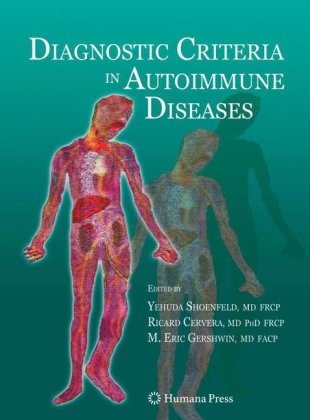 DIAGNOSTIC CRITERIA
IN AUTOIMMUNE
DISEASES
EDITED BY
YEHUDA SHOENFELD, MD FRCP
RICARD CERVERA, MD PhD FRCP
M. ERIC GERSHWIN, MD FACP
Humana Press